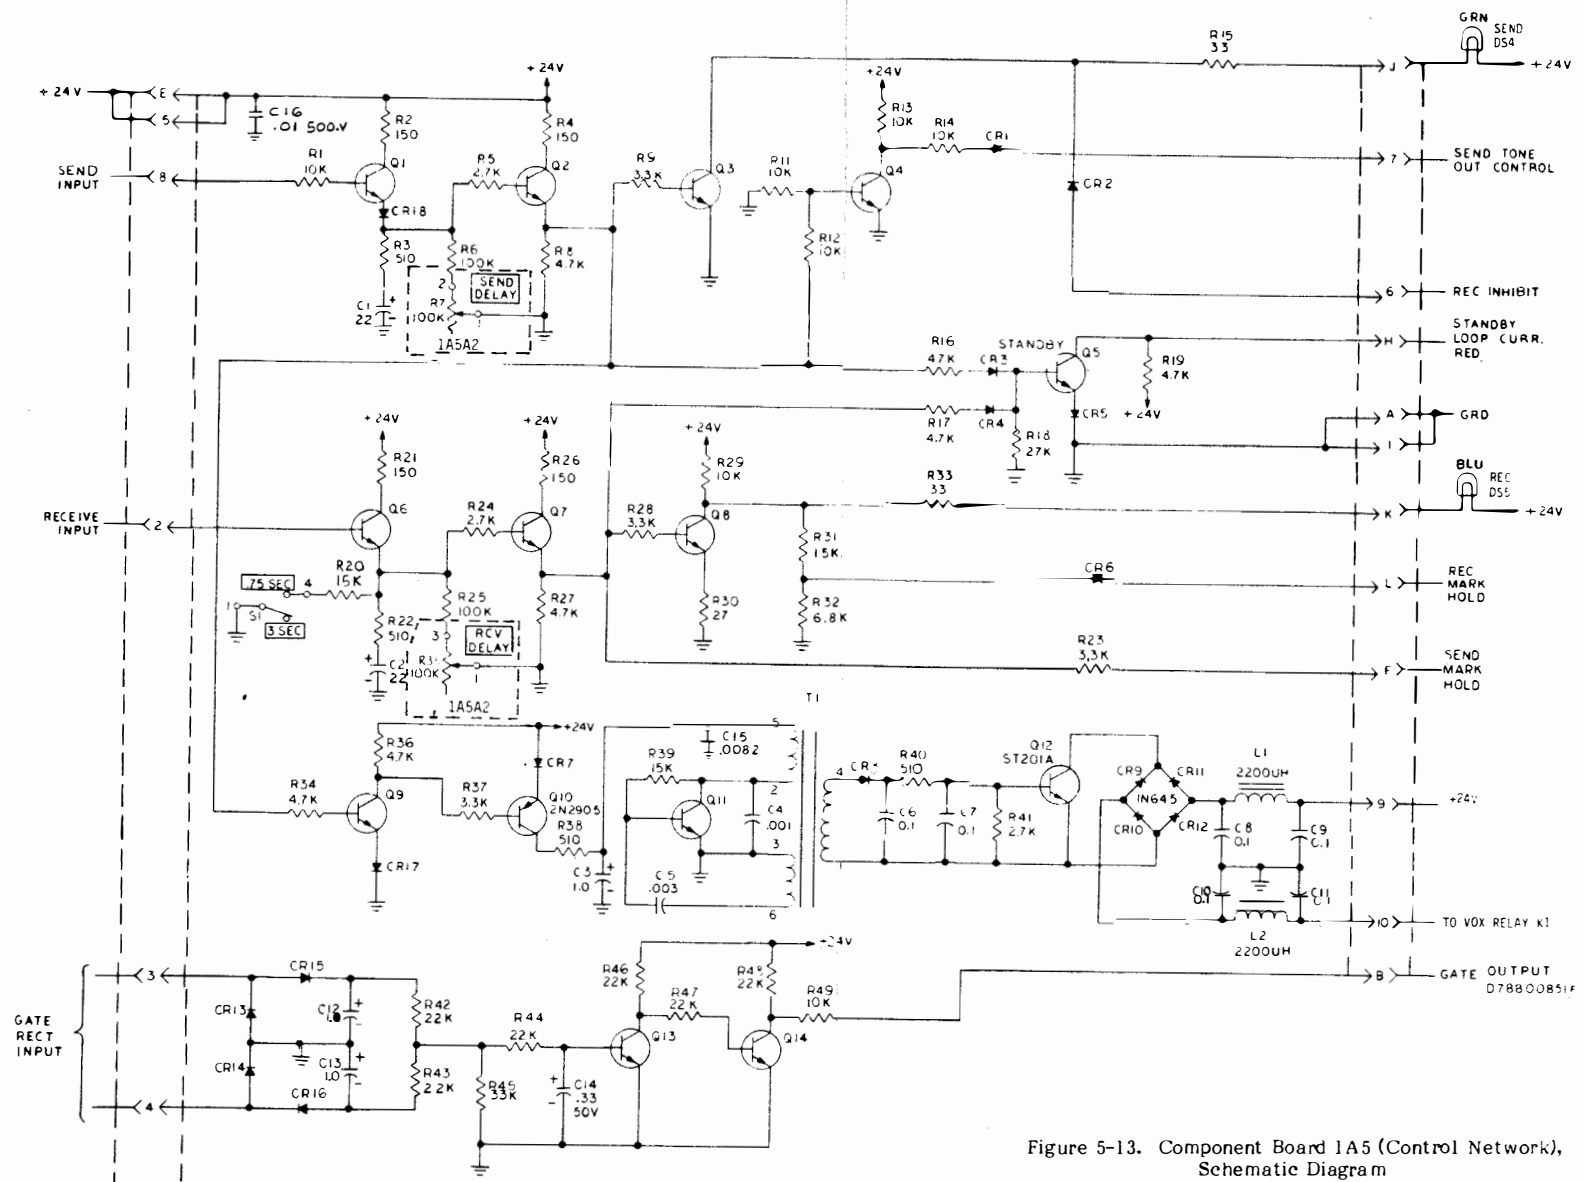 GRN
SEND
DS4
+24V
R15
33
J
+24V
E
5
C16
.01 500.V
+24V
R2
150
R4
150
+24V
R13
10K
R14
10K
CR1
7
SEND TONE
OUT CONTROL
SEND
INPUT
8
R1
10K
Q1
R5
2.7K
Q2
R9
3.3K
Q3
R11
10K
Q4
CR2
CR18
R3
510
R6
100K
R8
4.7K
R12
10K
2
SEND
DELAY
R7
100K
1
1A5A2
C1
22
+
-
6
REC INHIBIT
STANDBY
LOOP CURR.
RED.
H
R16
47K
CR3
STANDBY
Q5
R19
4.7K
+24V
CR5
R17
4.7K
CR4
R18
27K
A
GRD
1
BLU
REC
DS5
+24V
K
R33
33
+24V
R21
150
+24V
R26
150
+24V
R29
10K
RECEIVE
INPUT
2
Q6
R24
2.7K
Q7
R28
3.3K
Q8
R31
15K
.75 SEC
4
R20
15K
1
S1
3 SEC
R22
510
R25
100K
R27
4.7K
R30
27
R32
6.8K
CR6
L
REC
MARK
HOLD
3
RCV
DELAY
100K
1
1A5A2
C2
22
+
-
R23
3.3K
F
SEND
MARK
HOLD
T1
+24V
R36
4.7K
CR7
C15
.0082
5
R34
4.7K
Q9
R37
3.3K
Q10
2N2905
R38
510
R39
15K
Q11
2
C4
.001
3
4
R40
510
Q12
ST201A
C6
0.1
0.1
R41
2.7K
1
CR9
CR11
1N645
CR10
CR12
L1
2200UH
C8
0.1
C9
0.1
9
+24V
CR17
C3
1.0
+
-
C5
.003
6
C10
0.1
C11
L2
2200UH
10
TO VOX RELAY K1
B
GATE OUTPUT
GATE
RECT
INPUT
3
4
CR15
CR13
C12
1.0
+
-
R42
22K
CR14
C13
1.0
+
-
R43
22K
CR16
R45
33K
R44
22K
C14
.33
50V
+
-
R46
22K
R47
22K
Q13
+24V
22K
R49
10K
Q14
Figure 5-13. Component Board 1A5 (Control Network),
Schematic Diagram